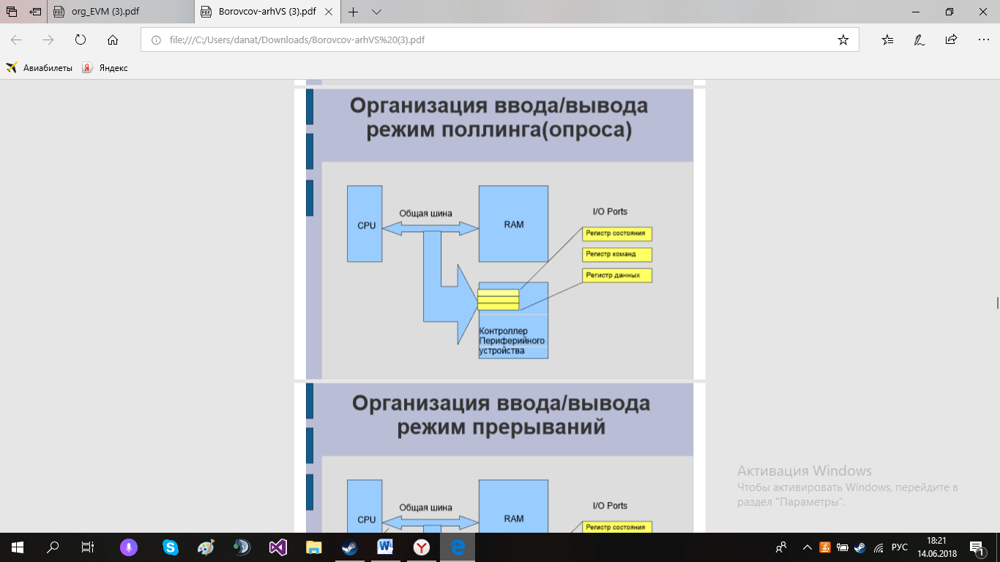 org_EVM (3).pdf
Borovcov-arhVS (3).pdf
file:///C:/Users/danat/Downloads/Borovcov-arhVS%20(3).pdf
Авиабилеты
Яндекс
Организация ввода/вывода
режим поллинга(опроса)
CPU
Общая шина
RAM
I/O Ports
Регистр состояния
Регистр команд
Регистр данных
Контроллер
Периферийного
устройства
Организация ввода/вывода
режим прерываний
CPU
Общая шина
RAM
I/O Ports
Регистр состояния
Активация Windows
Чтобы активировать Windows, перейдите в
раздел "Параметры".
РУС
18:21
14.06.2018
1